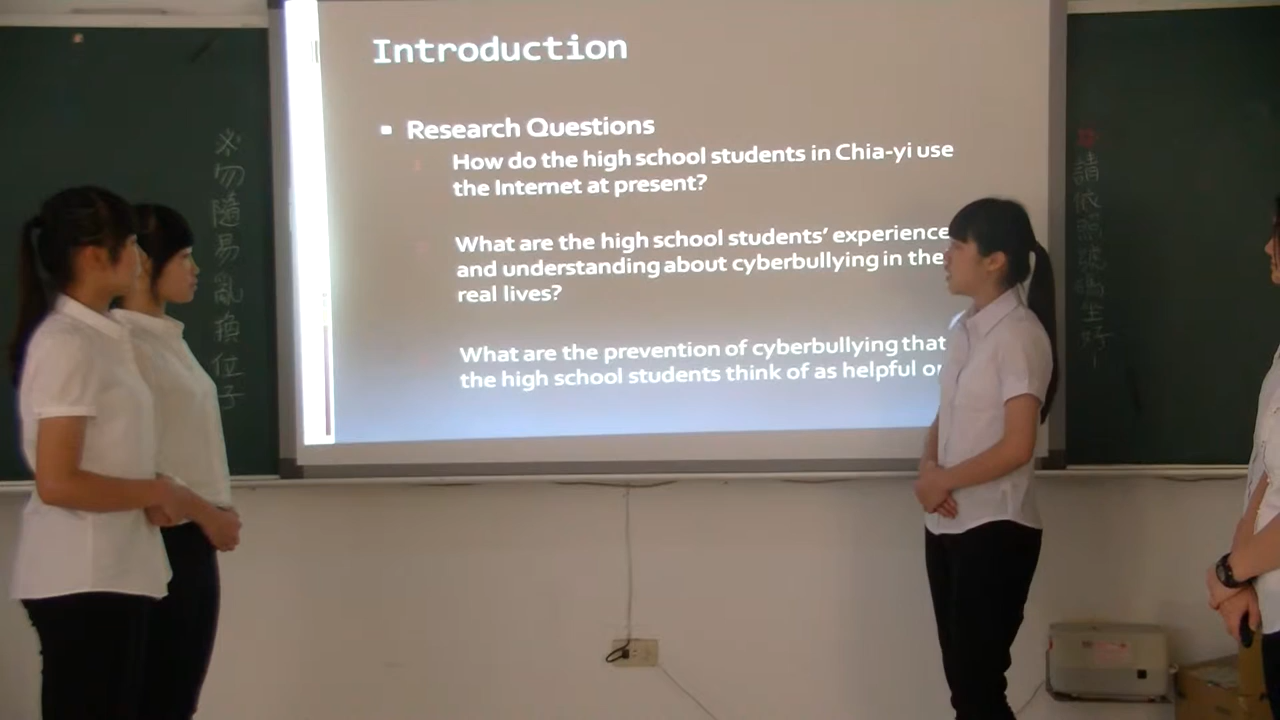 Introduction
▪ Research Questions
How do the high school students in Chia-yi use
the Internet at present?
What are the high school students' experience
and understanding about cyberbullying in the
real lives?
What are the prevention of cyberbullying that
the high school students think of as helpful or
※勿隨易亂換位子
※請依照號碼坐好!